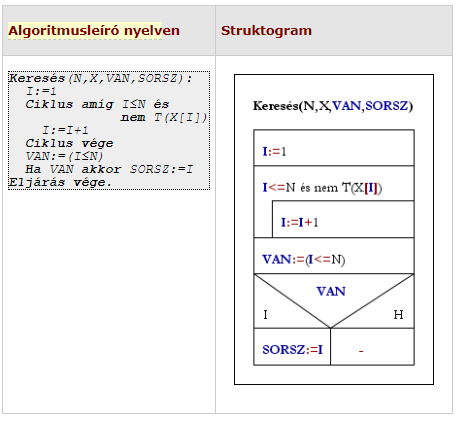 Algoritmusleíró nyelven
Struktogram
Keresés(N,X,VAN,SORSZ):
I:=1
Ciklus amíg I≤N és
nem T(X[I])
I:=I+1
Ciklus vége
VAN:=(I≤N)
Ha VAN akkor SORSZ:=I
Eljárás vége.
Keresés(N,X,VAN,SORSZ)
I:=1
I<=N és nem T(X[I])
I:=I+1
VAN:=(I<=N)
VAN
I H
SORSZ:=I -